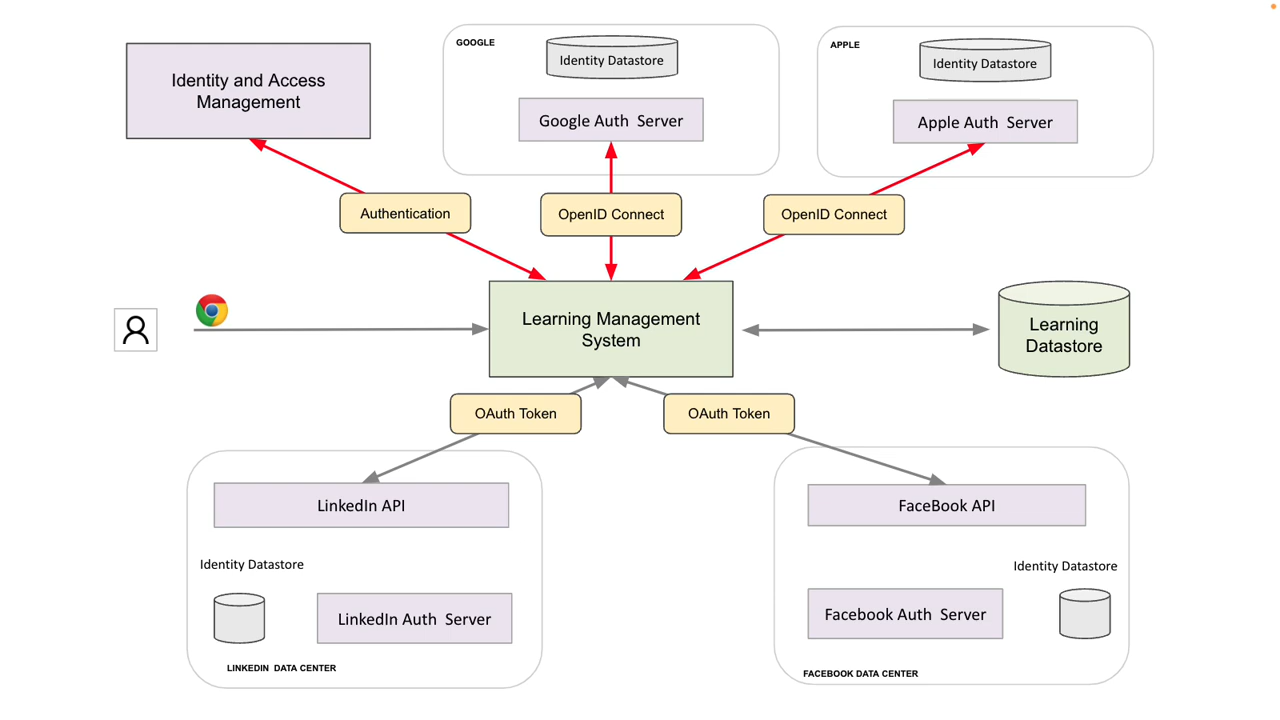 GOOGLE
Identity Datastore
Google Auth Server
APPLE
Identity Datastore
Apple Auth Server
Identity and Access
Management
Authentication
OpenID Connect
OpenID Connect
Learning Management
System
Learning
Datastore
OAuth Token
OAuth Token
LinkedIn API
Identity Datastore
LinkedIn Auth Server
LINKEDIN DATA CENTER
FaceBook API
Identity Datastore
Facebook Auth Server
FACEBOOK DATA CENTER